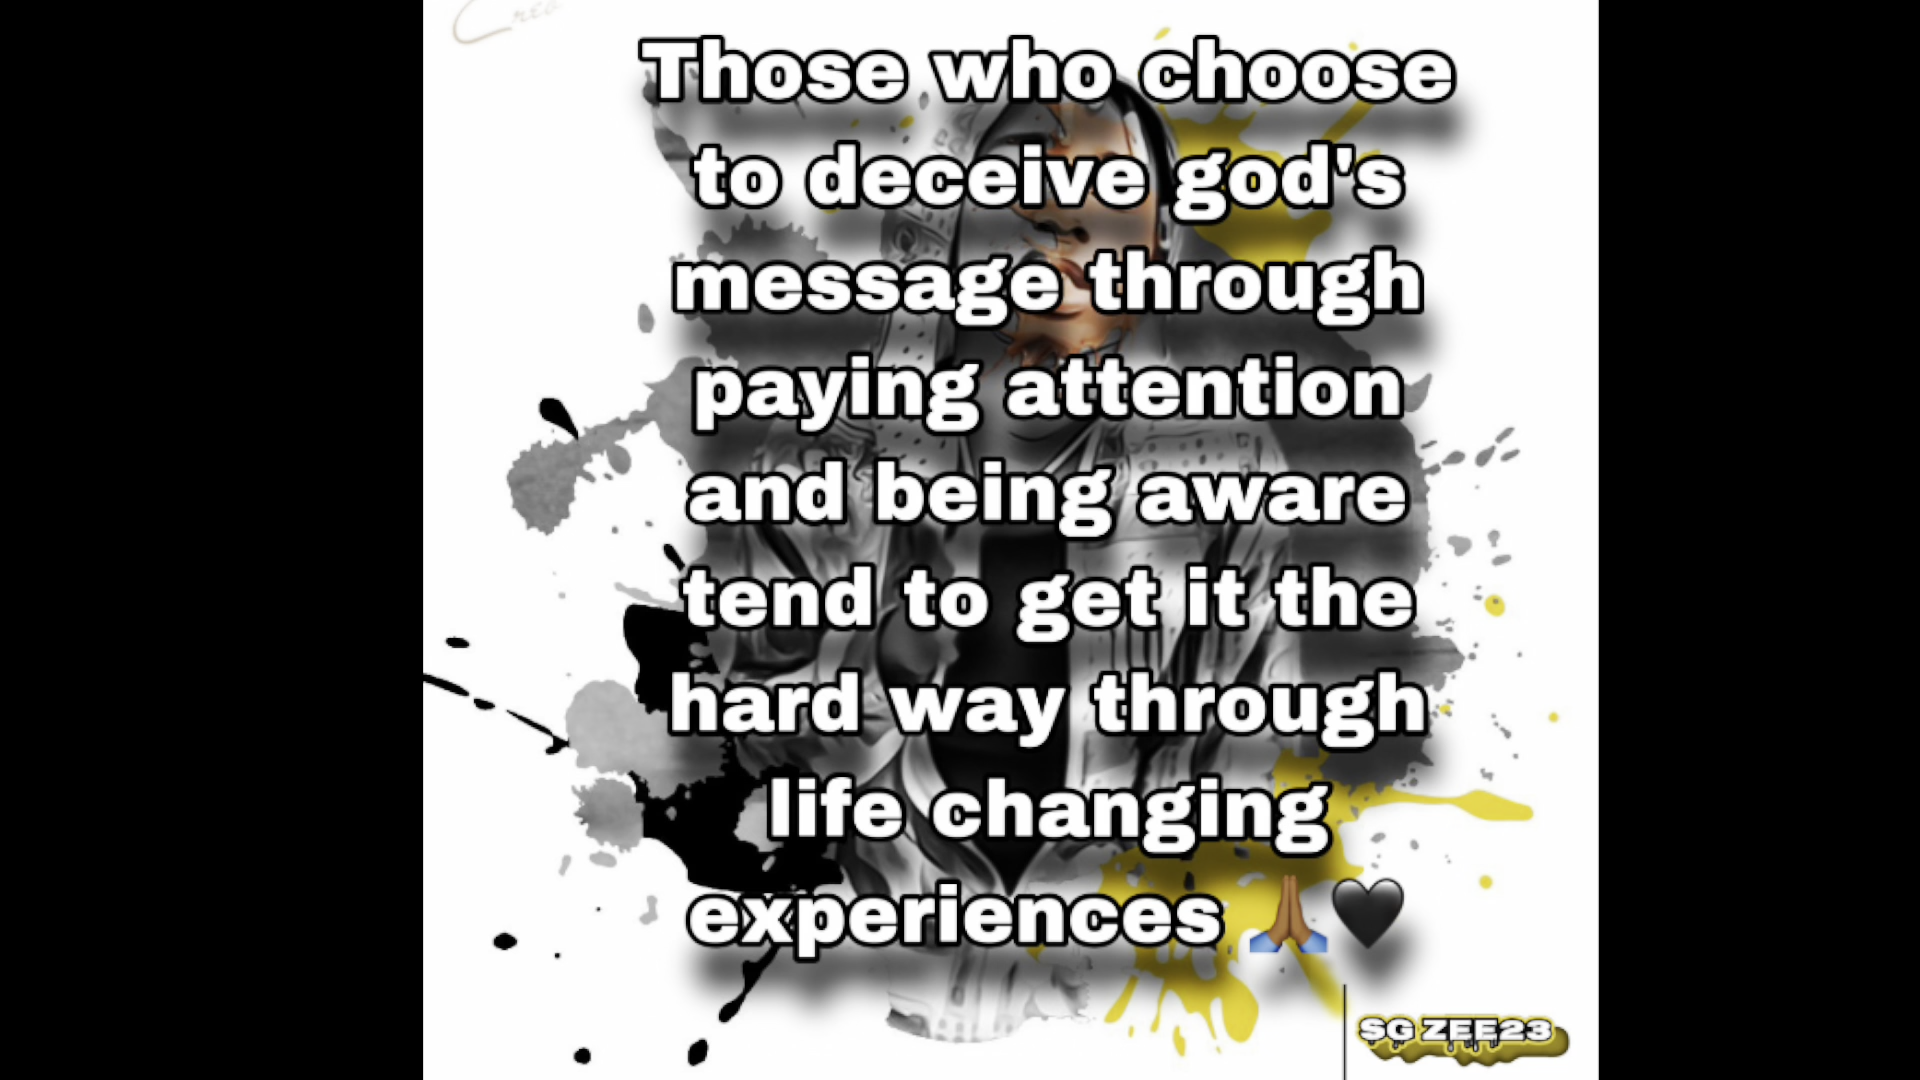 Those who choose
to deceive god's
message through
paying attention
and being aware
tend to get it the
hard way through
life changing
experiences 🙏🏾🖤
SG ZEE23